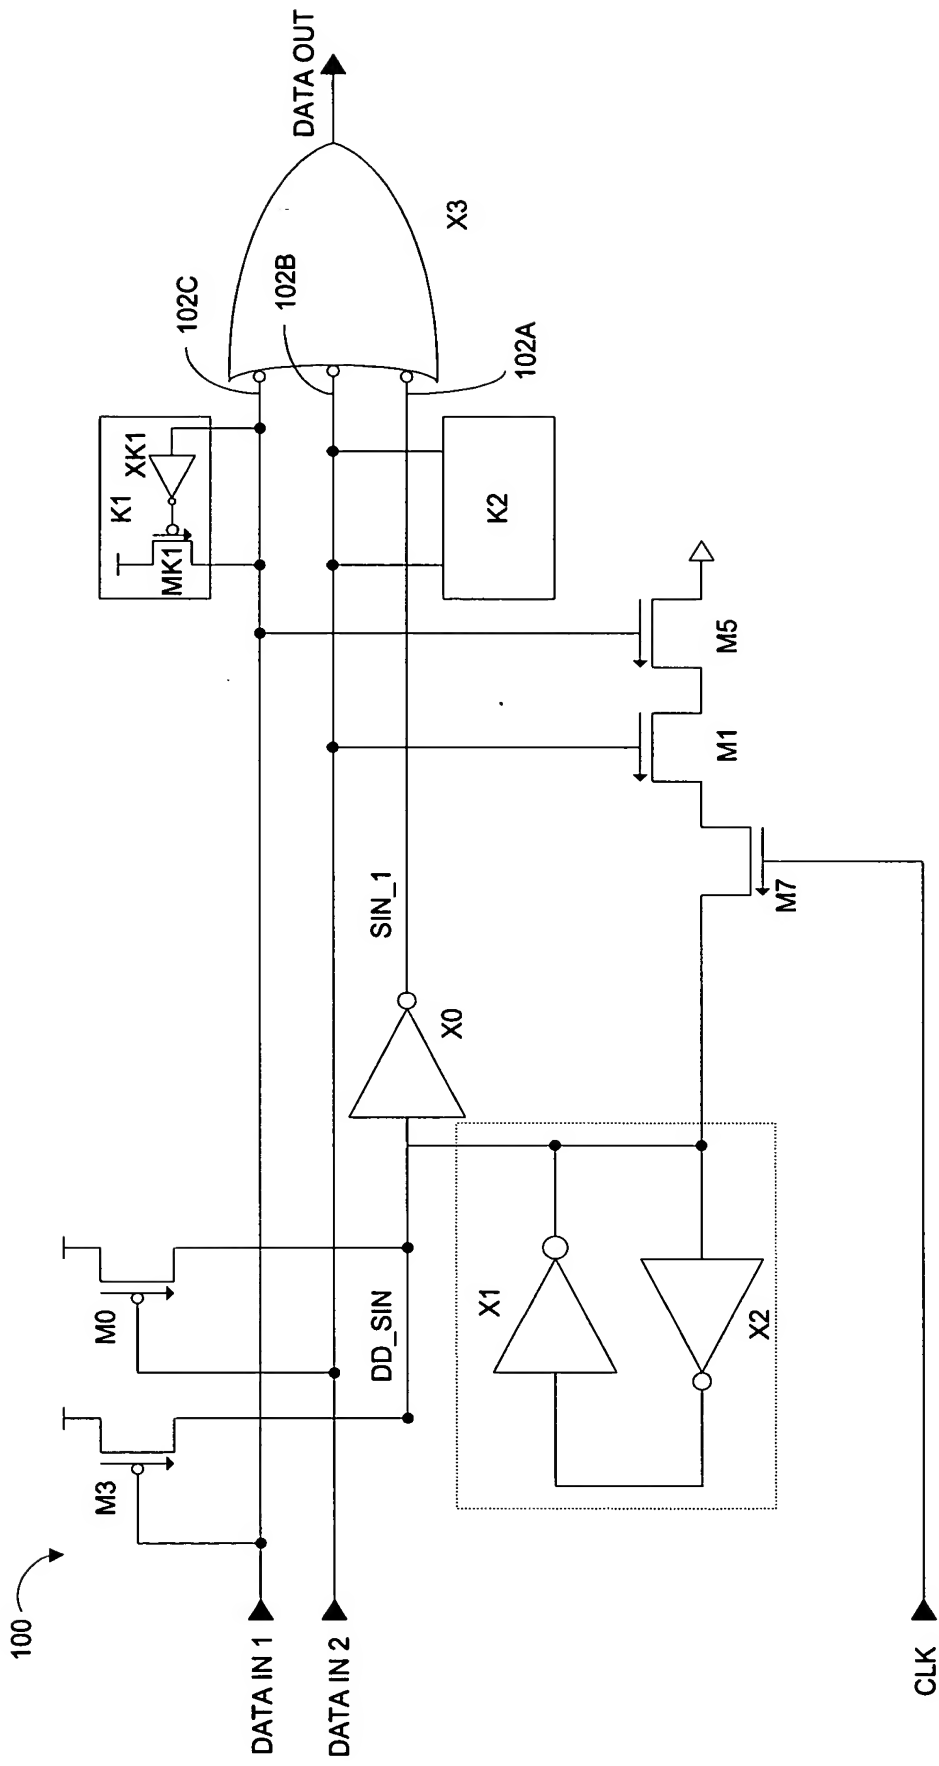 100
DATA IN 1
DATA IN 2
CLK
M3
M0
DD_SIN
X1
X2
X0
SIN_1
M7
M1
M5
K1
XK1
MK1
K2
102C
102B
102A
X3
DATA OUT